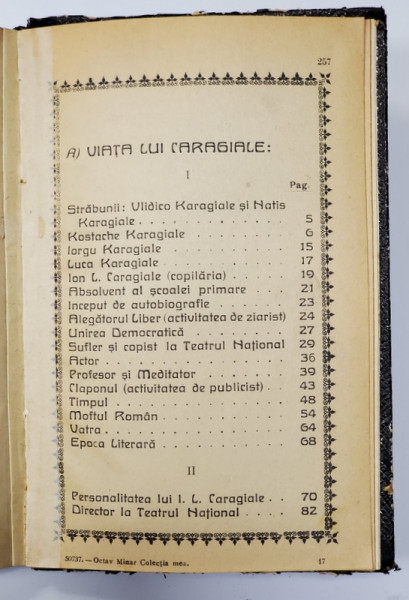 257
A) VIAȚA LUI CARAGIALE:
I
Pag.
Străbunii: Vlidico Karagiale și Natis
Karagiale . . . . . . . . . . . . 5
Kostache Karagiale . . . . . . . . 6
Iorgu Karagiale . . . . . . . . . 15
Luca Karagiale . . . . . . . . . 17
Ion L. Caragiale (copilăria) . . . . . 19
Absolvent al școalei primare . . . . 21
Inceput de autobiografie . . . . . . 23
Alegătorul Liber (activitatea de ziarist) 24
Unirea Democratică . . . . . . . . 27
Sufler și copist la Teatrul Național 29
Actor . . . . . . . . . . . . . 36
Profesor și Meditator . . . . . . . 39
Claponul (activitatea de publicist) . . 43
Timpul . . . . . . . . . . . . . 48
Moftul Român . . . . . . . . . . 54
Vatra . . . . . . . . . . . . . . 64
Epoca Literară . . . . . . . . . . 68
II
Personalitatea lui I. L. Caragiale . . 70
Director la Teatrul Național . . . . 82
50737. — Octav Minar Colecția mea. 17